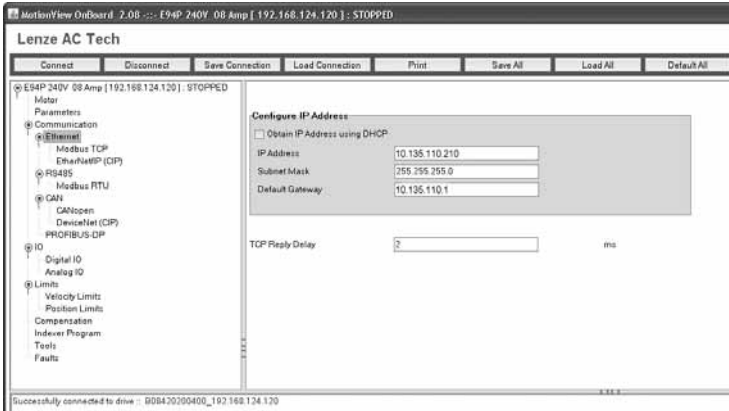 MotionView OnBoard 2.08 -::- E94P 240V 08 Amp [ 192.168.124.120 ] : STOPPED
Lenze AC Tech
Connect Disconnect Save Connection Load Connection Print Save All Load All Default All
E94P 240V 08 Amp [192.168.124.120] : STOPPED
Motor
Parameters
Communication
Ethernet
Modbus TCP
EtherNet/IP (CIP)
RS485
Modbus RTU
CAN
CANopen
DeviceNet (CIP)
PROFIBUS-DP
IO
Digital IO
Analog IO
Limits
Velocity Limits
Position Limits
Compensation
Indexer Program
Tools
Faults
Configure IP Address
Obtain IP Address using DHCP
IP Address 10.135.110.210
Subnet Mask 255.255.255.0
Default Gateway 10.135.110.1
TCP Reply Delay 2 ms
Successfully connected to drive :: B08420200400_192.168.124.120